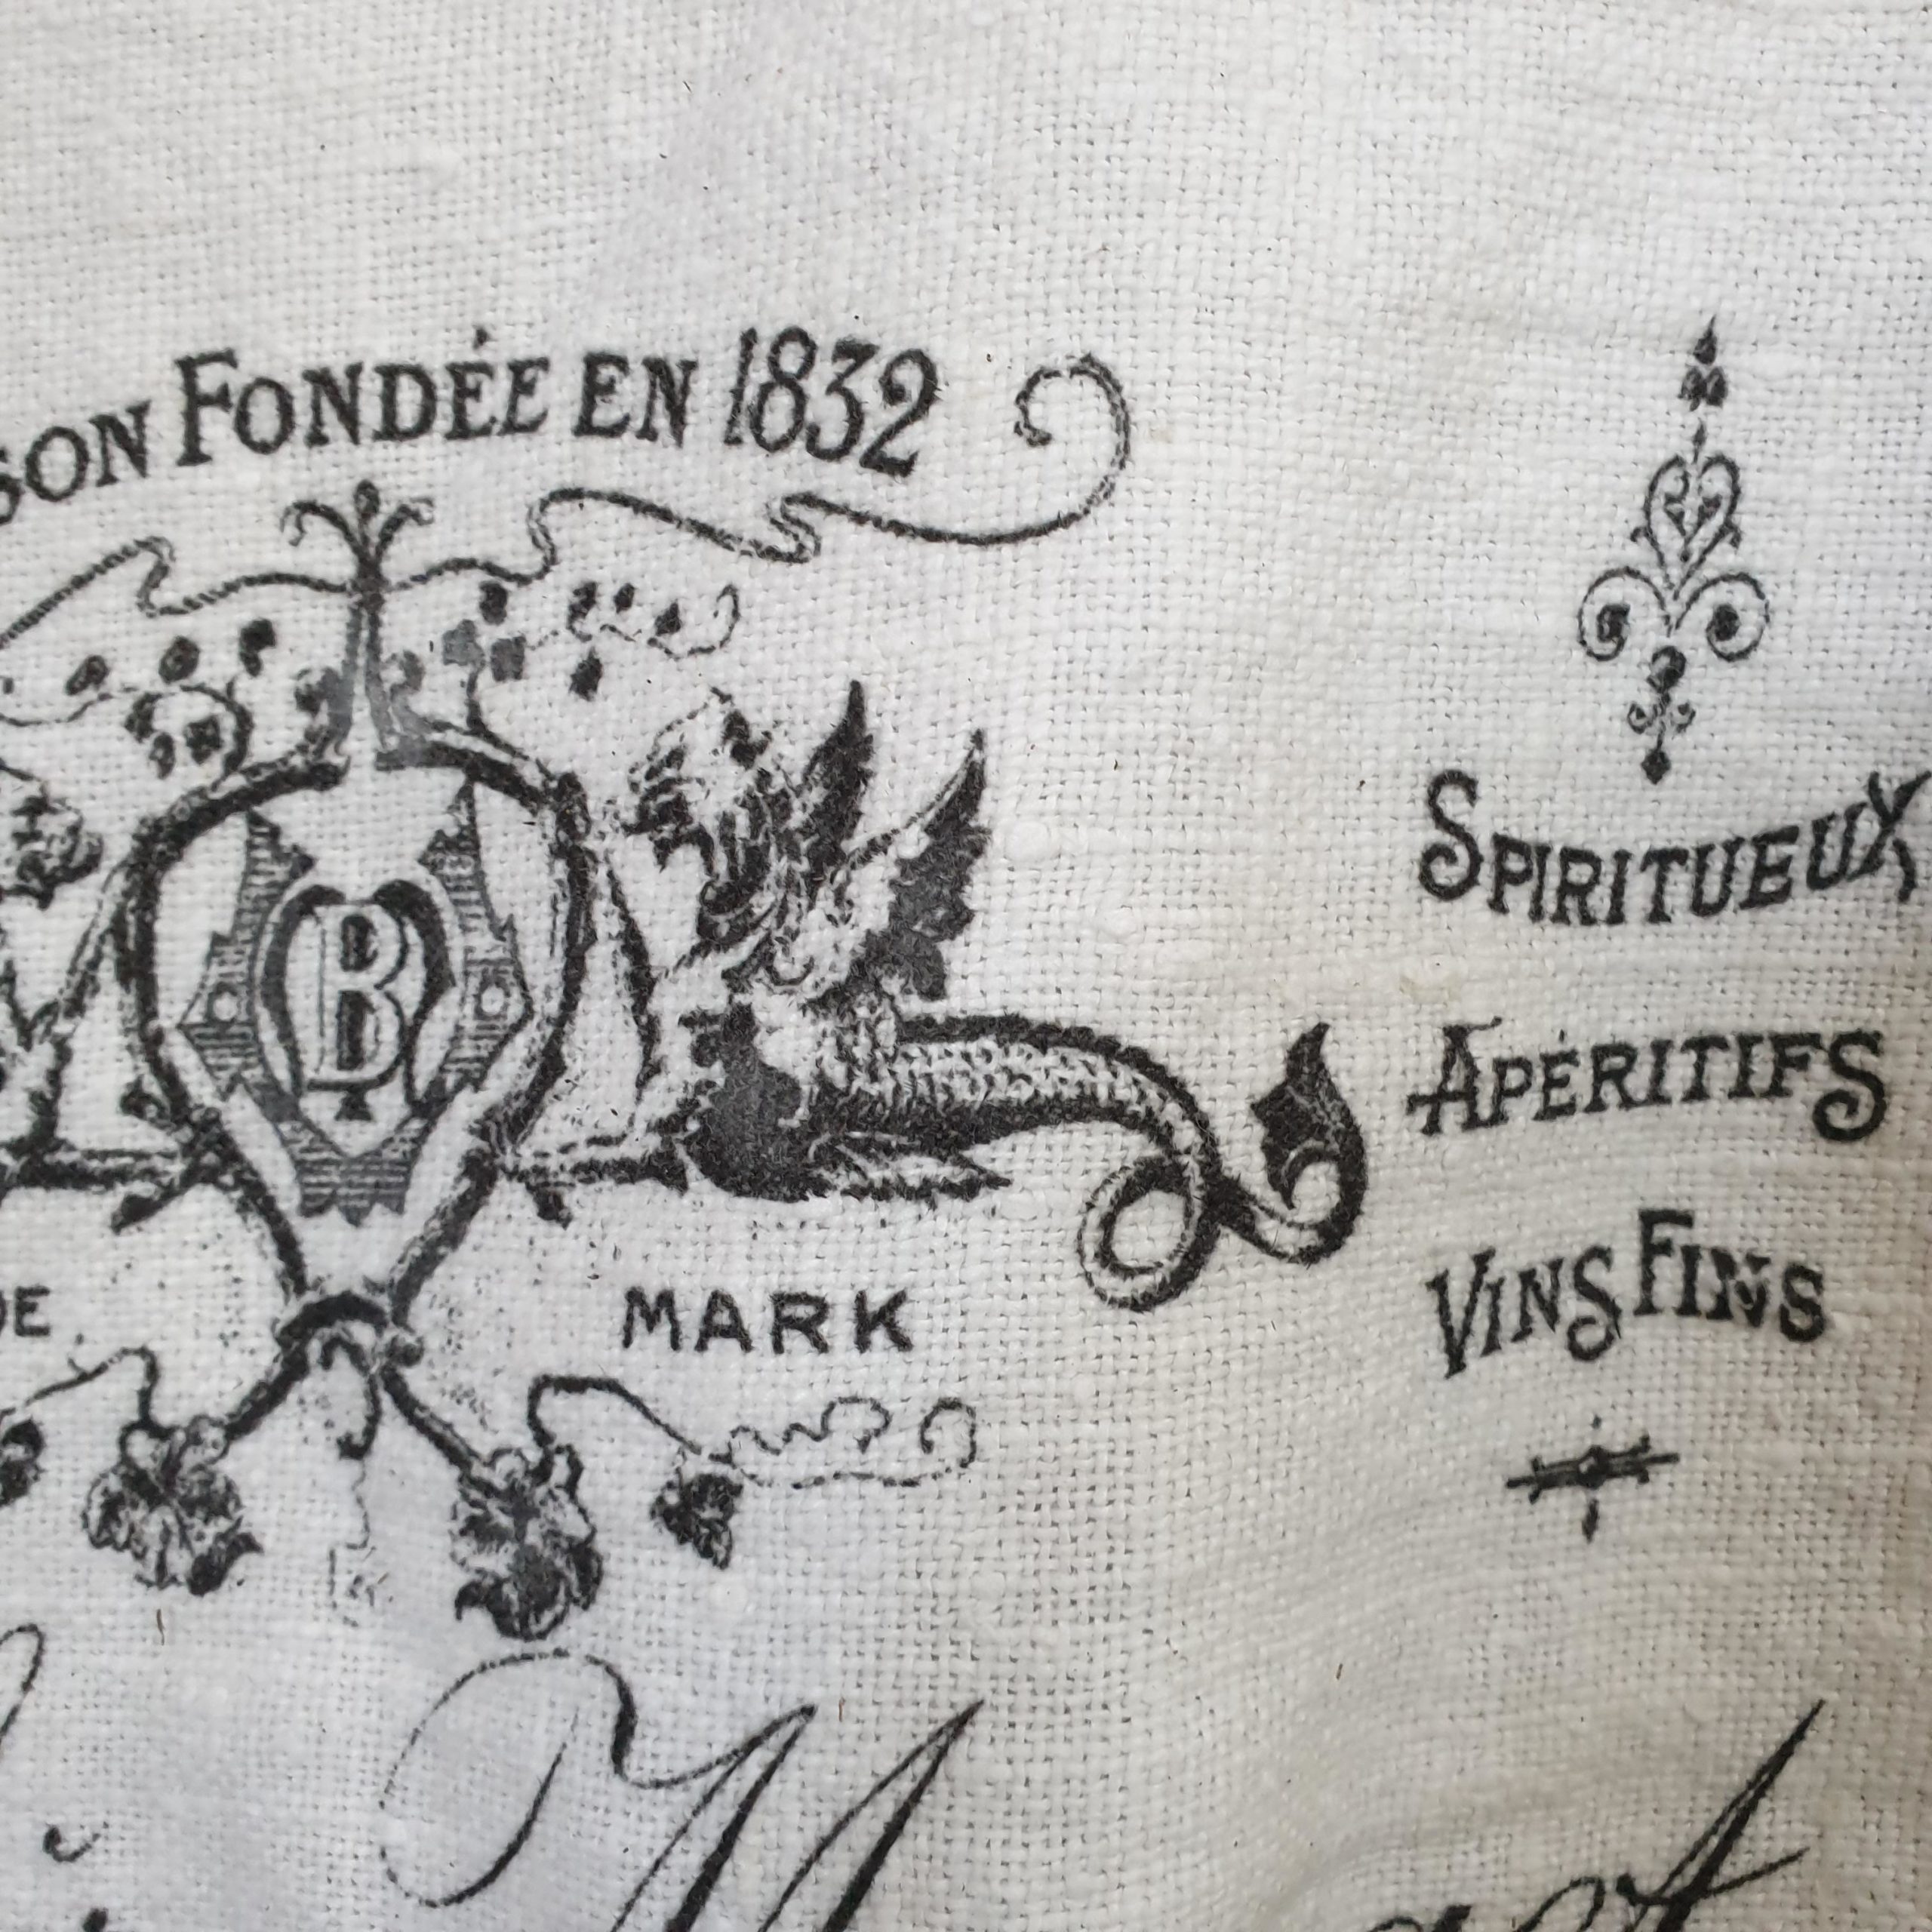 SON FONDÉE EN 1832
B
SPIRITUEUX
APÉRITIFS
VINS FINS
DE MARK
M